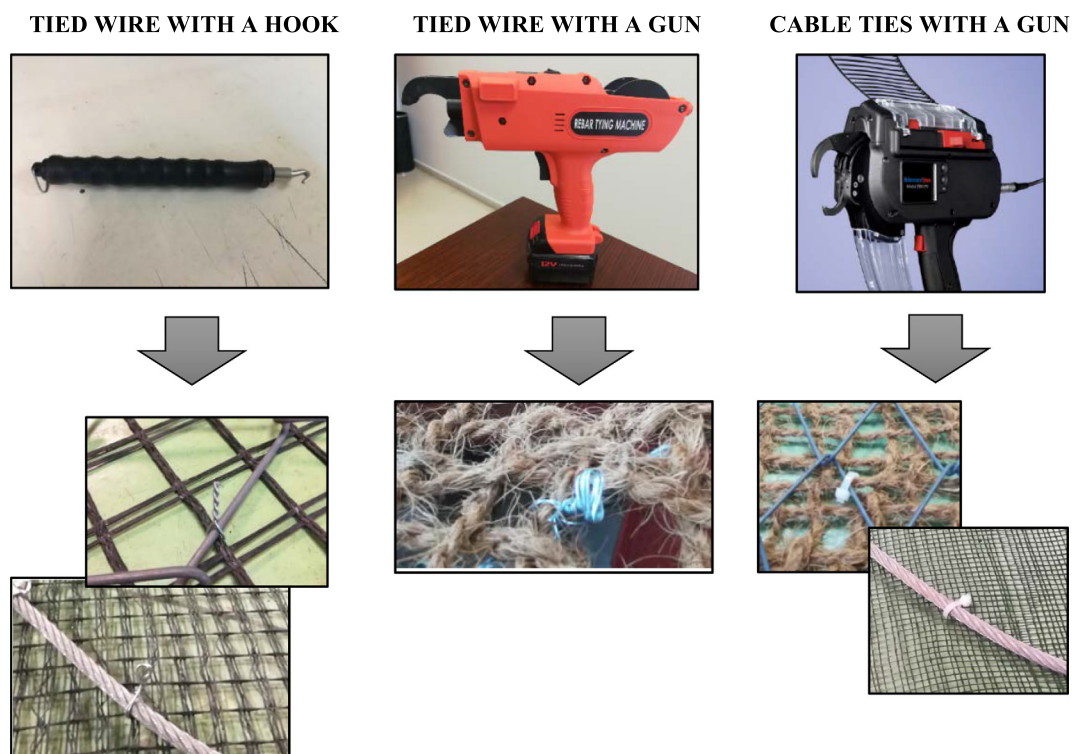 TIED WIRE WITH A HOOK
TIED WIRE WITH A GUN
CABLE TIES WITH A GUN
REBAR TYING MACHINE
12V